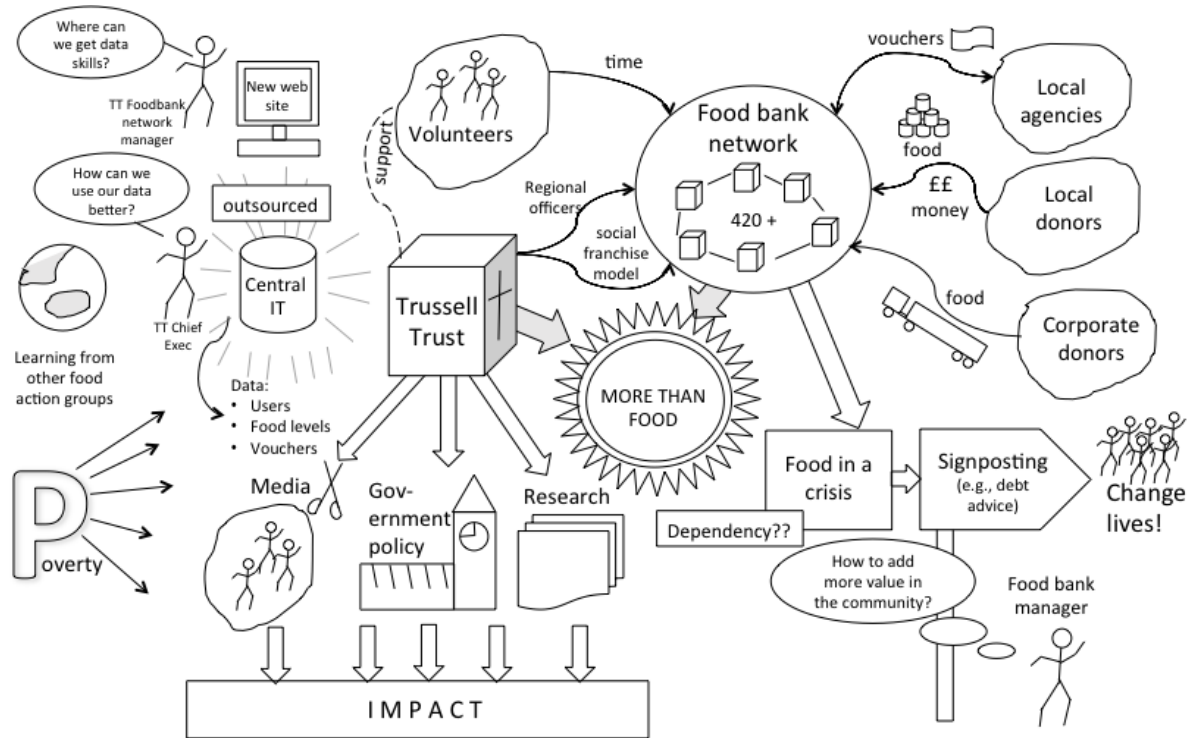 Where can
we get data
skills?
TT Foodbank
network
manager
New web
site
How can we
use our data
better?
outsourced
Central
IT
TT Chief
Exec
Learning from
other food
action groups
Data:
• Users
• Food levels
• Vouchers
Poverty
Volunteers
support
time
Regional
officers
social
franchise
model
Trussell
Trust
Food bank
network
420 +
vouchers
Local
agencies
food
££
money
Local
donors
food
Corporate
donors
MORE THAN
FOOD
Media
Gov-
ernment
policy
Research
Food in a
crisis
Dependency??
Signposting
(e.g., debt
advice)
Change
lives!
How to add
more value in
the community?
Food bank
manager
IMPACT